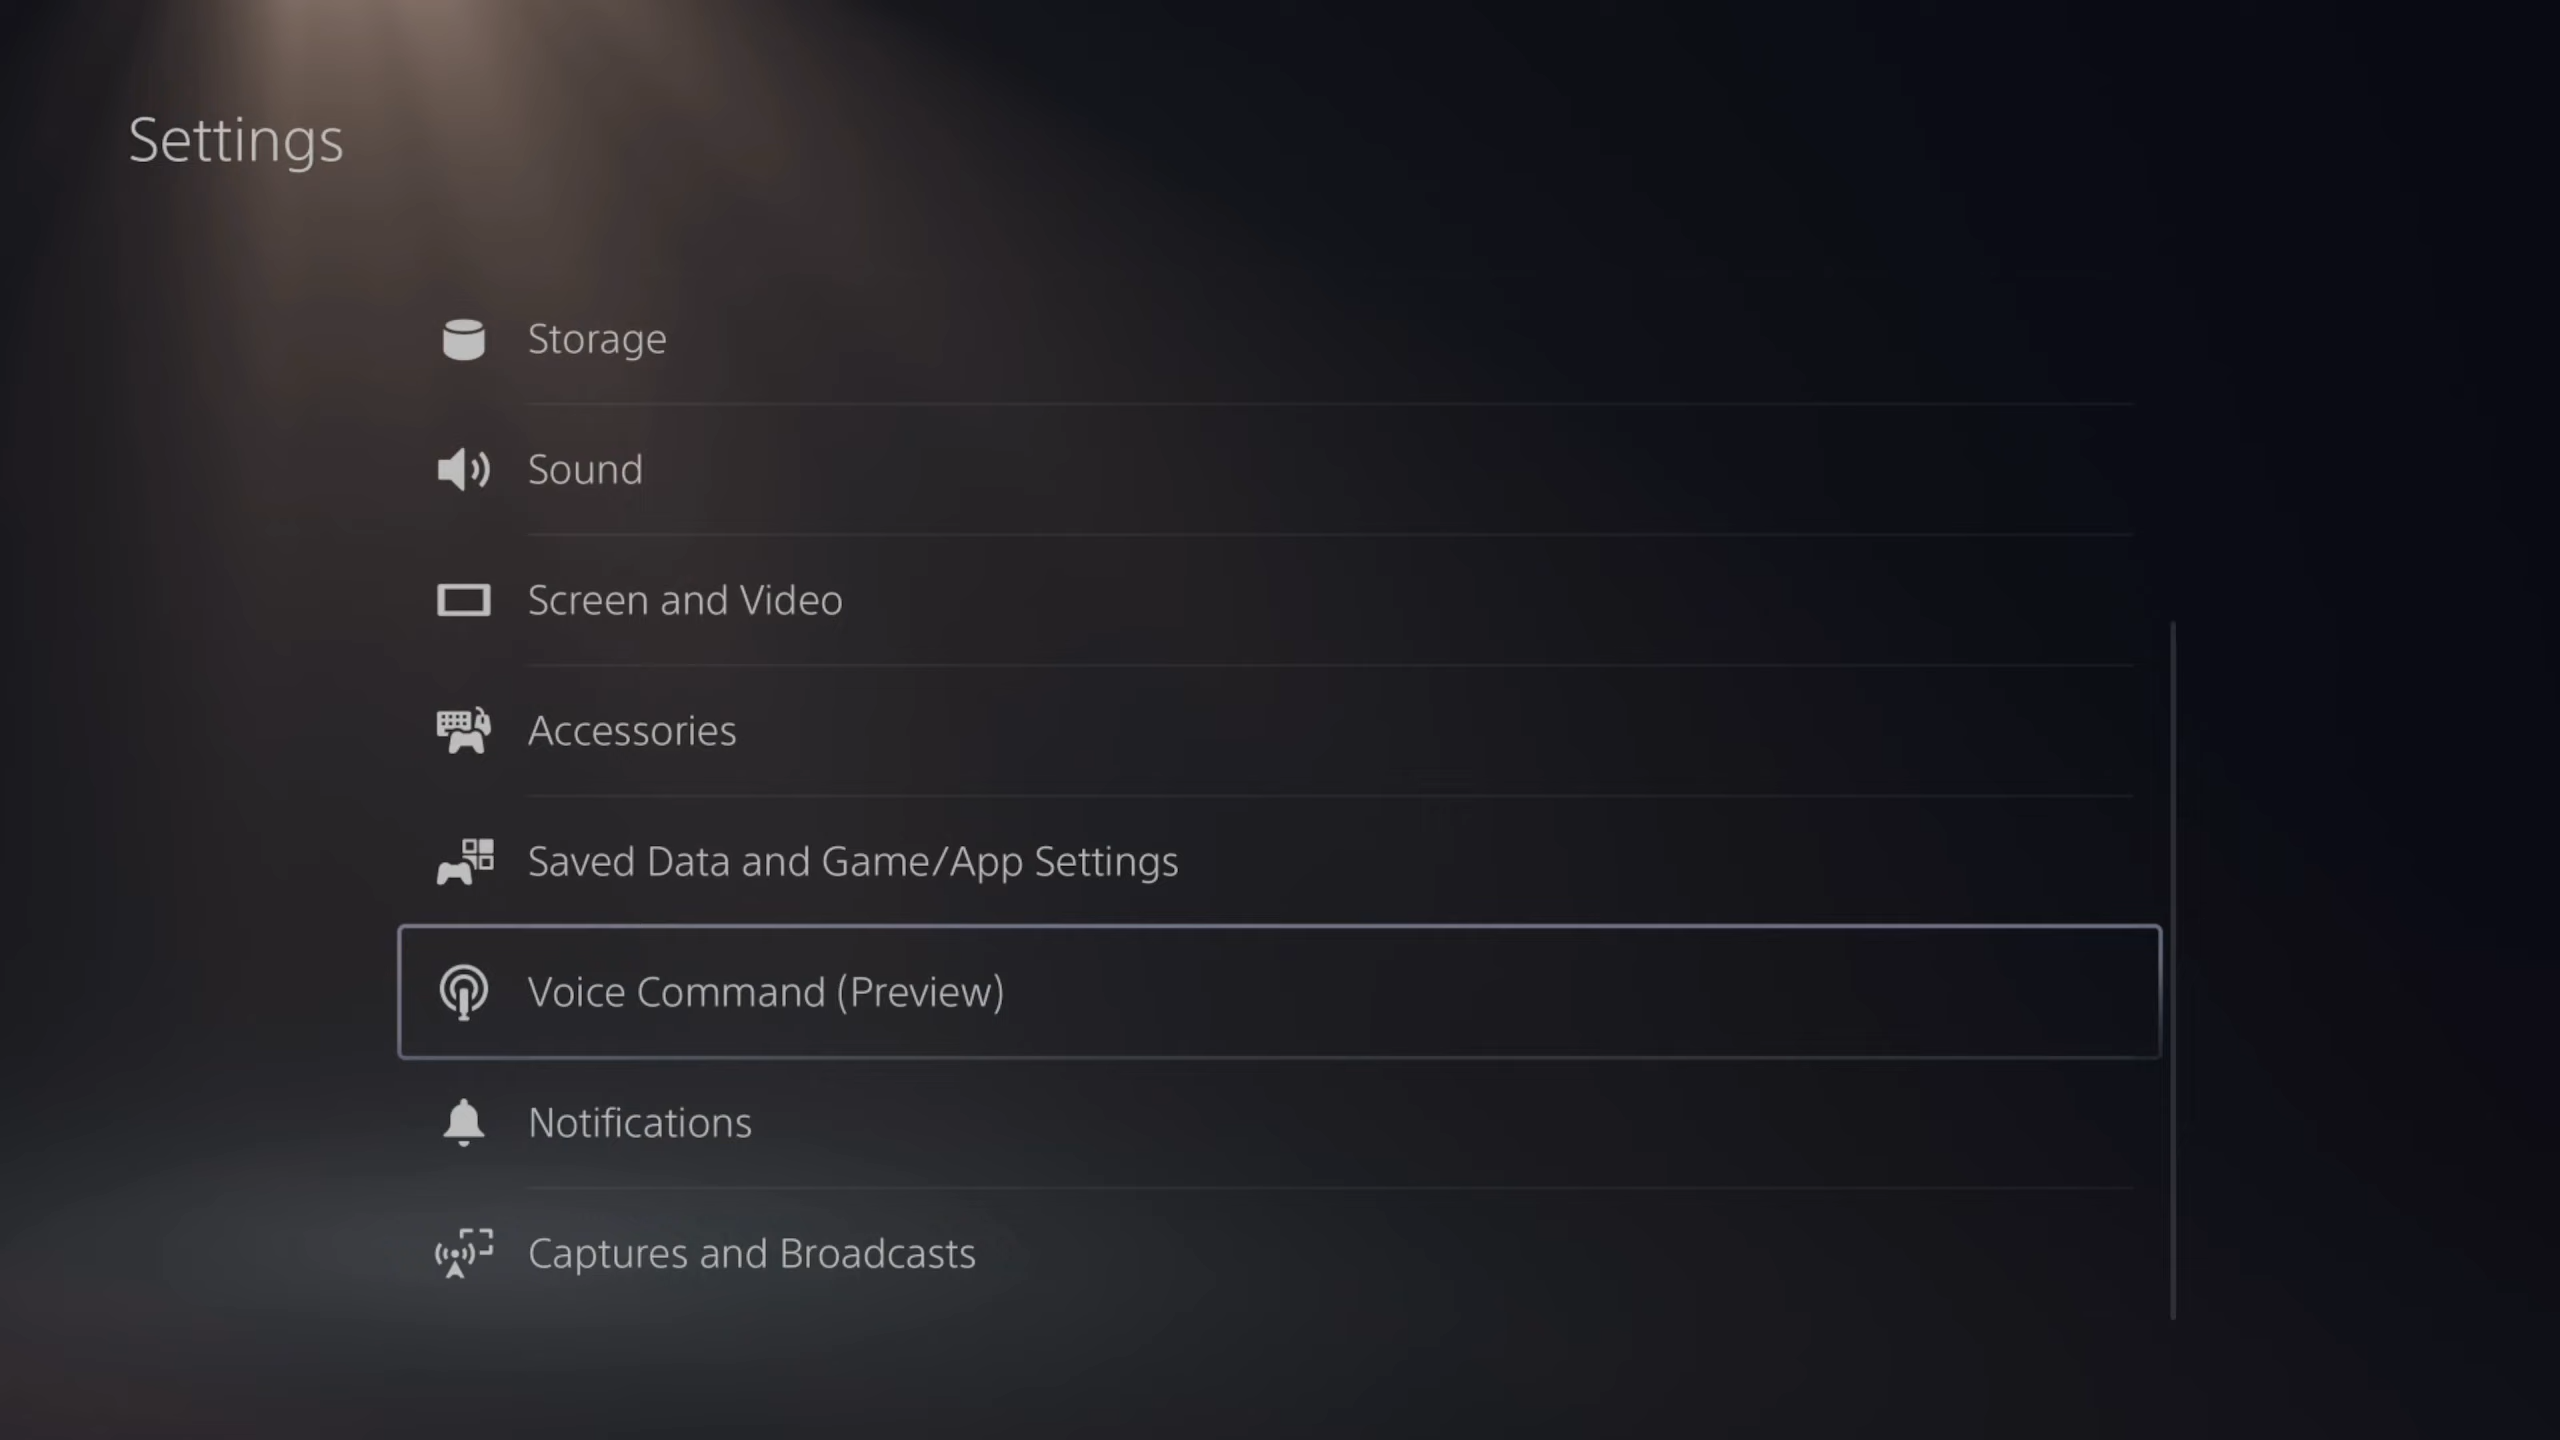 Settings
Storage
Sound
Screen and Video
Accessories
Saved Data and Game/App Settings
Voice Command (Preview)
Notifications
Captures and Broadcasts